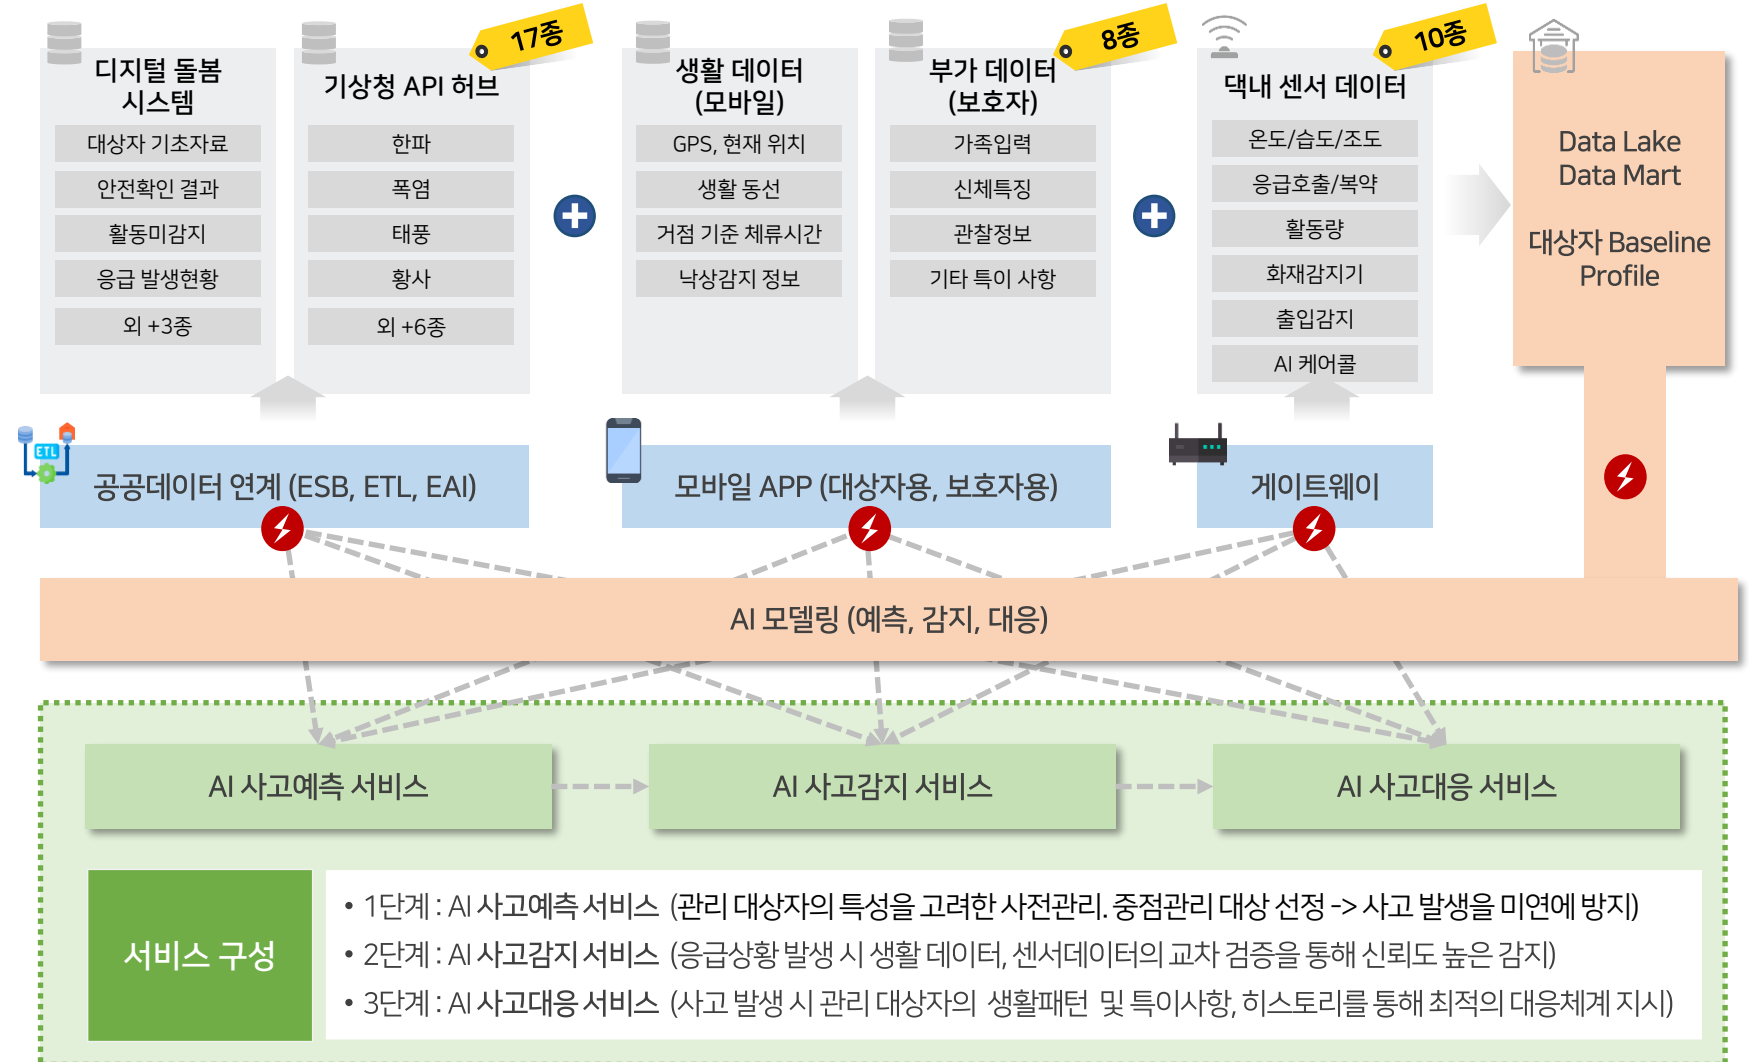 17종
8종
10종
디지털 돌봄
시스템
대상자 기초자료
안전확인 결과
활동미감지
응급 발생현황
외 +3종
기상청 API 허브
한파
폭염
태풍
황사
외 +6종
생활 데이터
(모바일)
GPS, 현재 위치
생활 동선
거점 기준 체류시간
낙상감지 정보
부가 데이터
(보호자)
가족입력
신체특징
관찰정보
기타 특이 사항
댁내 센서 데이터
온도/습도/조도
응급호출/복약
활동량
화재감지기
출입감지
AI 케어콜
Data Lake
Data Mart
대상자 Baseline
Profile
ETL
공공데이터 연계 (ESB, ETL, EAI)
모바일 APP (대상자용, 보호자용)
게이트웨이
AI 모델링 (예측, 감지, 대응)
AI 사고예측 서비스
AI 사고감지 서비스
AI 사고대응 서비스
서비스 구성
• 1단계 : AI 사고예측 서비스 (관리 대상자의 특성을 고려한 사전관리. 중점관리 대상 선정 -> 사고 발생을 미연에 방지)
• 2단계 : AI 사고감지 서비스 (응급상황 발생 시 생활 데이터, 센서데이터의 교차 검증을 통해 신뢰도 높은 감지)
• 3단계 : AI 사고대응 서비스 (사고 발생 시 관리 대상자의 생활패턴 및 특이사항, 히스토리를 통해 최적의 대응체계 지시)